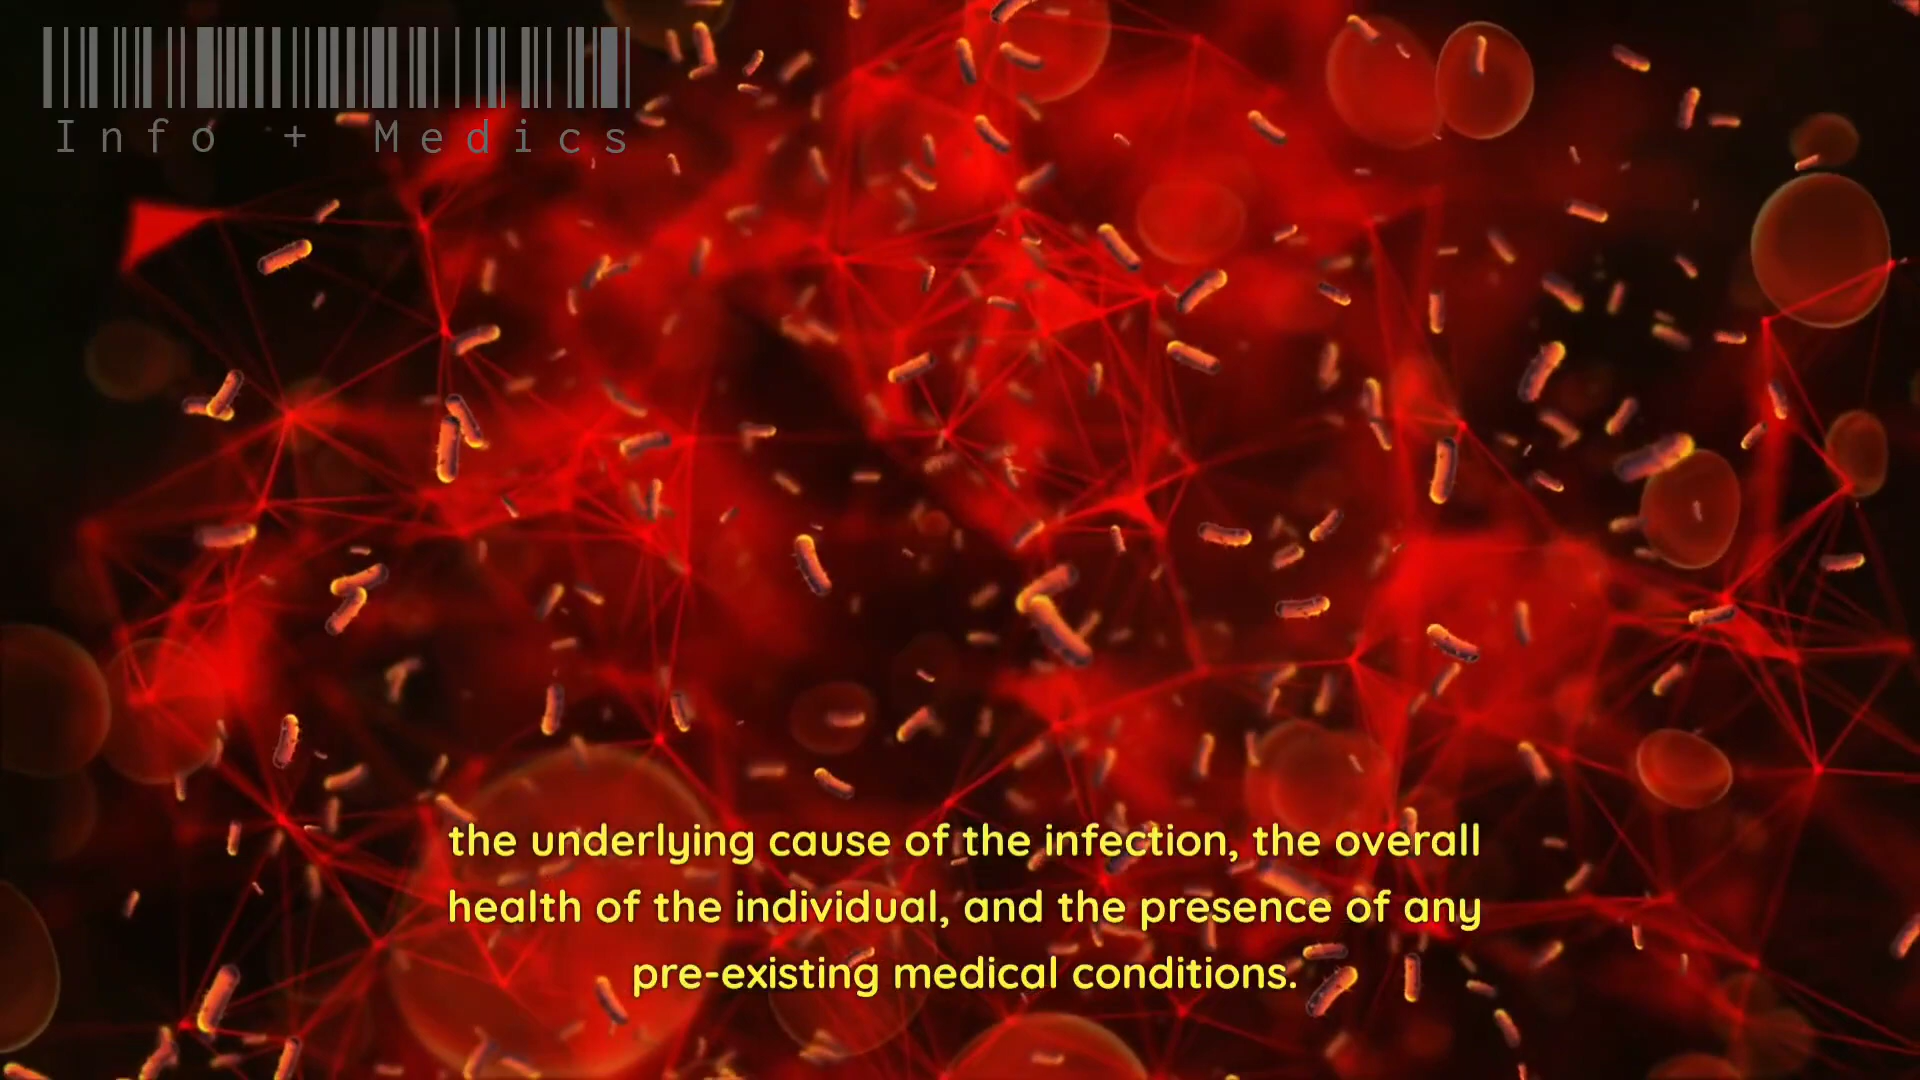 Info + Medics
the underlying cause of the infection, the overall
health of the individual, and the presence of any
pre-existing medical conditions.